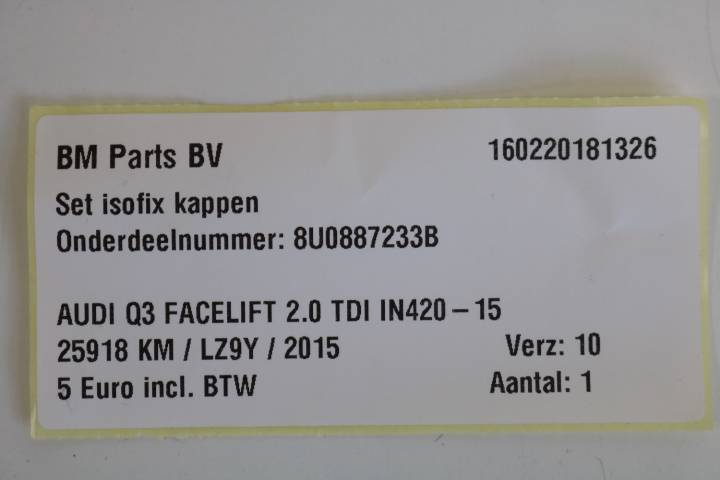 BM Parts BV 160220181326
Set isofix kappen
Onderdeelnummer: 8U0887233B
AUDI Q3 FACELIFT 2.0 TDI IN420 – 15
25918 KM / LZ9Y / 2015 Verz: 10
5 Euro incl. BTW Aantal: 1